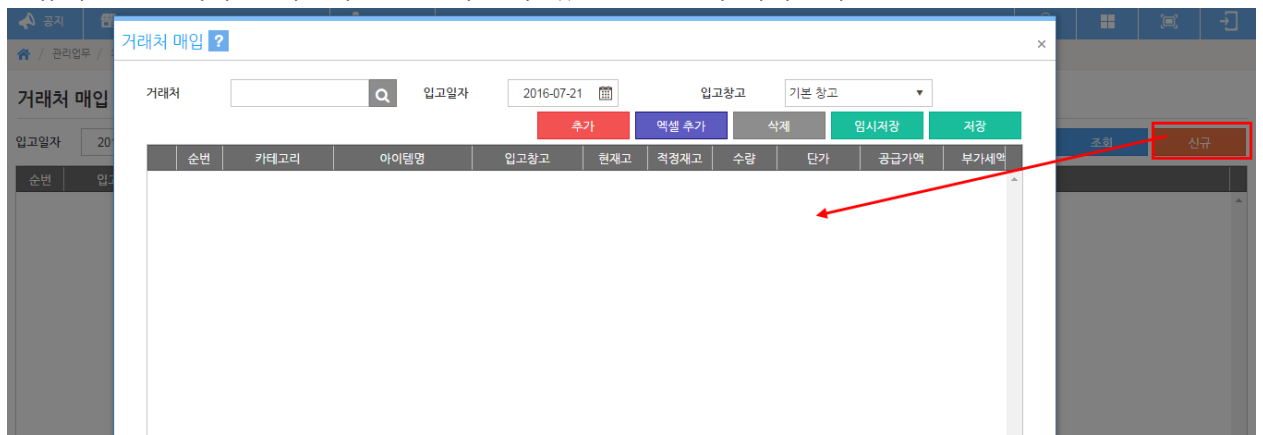 공지
/ 관리업무 /
거래처 매입 ?
×
거래처 매입
거래처
입고일자
2016-07-21
입고창고
기본 창고
추가
엑셀 추가
삭제
임시저장
저장
입고일자
조회
신규
순번 카테고리 아이템명 입고창고 현재고 적정재고 수량 단가 공급가액 부가세액
순번